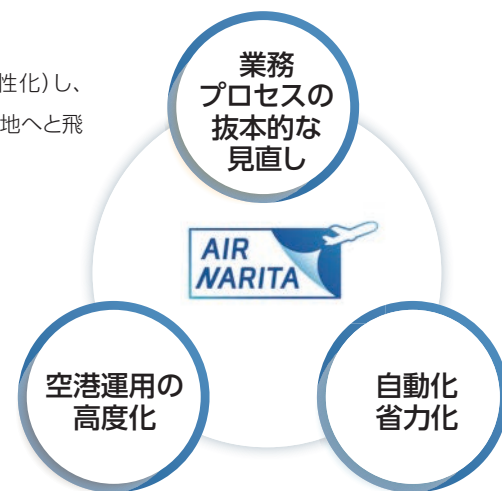 性化)し、
地へと飛
業務
プロセスの
抜本的な
見直し
AIR
NARITA
空港運用の
高度化
自動化
省力化